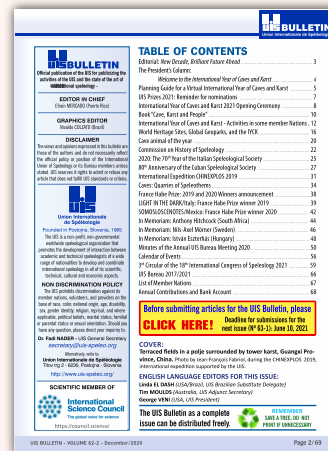 UIS BULLETIN
Union Internationale de Spéléologie
UIS BULLETIN
Official publication of the UIS for publicizing the
activities of the UIS and the state of the art of
international speleology -
EDITOR IN CHIEF
Efraín MERCADO (Puerto Rico)
GRAPHICS EDITOR
Nivaldo COLZATO (Brazil)
DISCLAIMER
The views and opinions expressed in this bulletin are
those of the authors and do not necessarily reflect
the official policy or position of the International
Union of Speleology or its Bureau members unless
stated. UIS reserves it rights to admit or refuse any
article that does not fulfill UIS standards or criteria.
UIS
Union Internationale
de Spéléologie
Founded in Postojna, Slovenia, 1965
The UIS is a non-profit, non-governmental
worldwide speleological organization that
promotes the development of interaction between
academic and technical speleologists of a wide
range of nationalities to develop and coordinate
international speleology in all of its scientific,
technical, cultural and economic aspects.
NON DISCRIMINATION POLICY
The UIS prohibits discrimination against its
member nations, volunteers, and providers on the
base of race, color, national origin, age, disability,
sex, gender identity, religion, reprisal, and where
applicable, political beliefs, marital status, familial
or parental status, or sexual orientation. Should you
have any question, please direct your inquiry to:
Dr. Fadi NADER - UIS General Secretary
secretary@uis-speleo.org
Alternatively, write to:
Union Internationale de Spéléologie
Titov trg 2 - 6230, Postojna - Slovenia
http://www.uis-speleo.org/
SCIENTIFIC MEMBER OF
International
Science Council
The global voice for science
https://council.science/
TABLE OF CONTENTS
Editorial: New Decade, Brilliant Future Ahead 3
The President's Column:
Welcome to the International Year of Caves and Karst 4
Planning Guide for a Virtual International Year of Caves and Karst 5
UIS Prizes 2021: Reminder for nominations 7
International Year of Caves and Karst 2021 Opening Ceremony 8
Book "Cave, Karst and People" 10
International Year of Caves and Karst - Activities in some member Nations 12
World Heritage Sites, Global Geoparks, and the IYCK 16
Cave animal of the year 20
Commission on History of Speleology 22
2020: the 70th Year of the Italian Speleological Society 25
80th Anniversary of the Cuban Speleological Society 27
International Expedition CHINEXPLOS 2019 31
Caves: Quarries of Speleothems 34
France Habe Prize: 2019 and 2020 Winners announcement 38
LIGHT IN THE DARK/Italy: France Habe Prize winner 2019 39
SOMOSLOCENOTES/Mexico: France Habe Prize winner 2020 42
In Memoriam: Anthony Hitchcock (South Africa) 44
In Memoriam: Nils-Axel Mörner (Sweden) 46
In Memoriam: István Eszterhás (Hungary) 48
Minutes of the Annual UIS Bureau Meeting 2020 50
Calendar of Events 56
3rd Circular of the 18th International Congress of Speleology 2021 59
UIS Bureau 2017/2021 66
List of Member Nations 67
Annual Contributions and Bank Account 68
Before submitting articles for the UIS Bulletin, please
CLICK HERE!
Deadline for submissions for the
next issue (Nº 63-1): June 10, 2021
COVER:
Terraced fields in a polje surrounded by tower karst, Guangxi Pro-
vince, China. Photo by Jean-François Fabriol, during the CHINEXPLOS 2019,
International expedition supported by the UIS.
ENGLISH LANGUAGE EDITORS FOR THIS ISSUE:
Linda EL DASH (USA/Brazil, UIS Brazilian Substitute Delegate)
Tim MOULDS (Australia, UIS Adjunct Secretary)
George VENI (USA, UIS President)
The UIS Bulletin as a complete
issue can be distributed freely.
REMEMBER
SAVE A TREE: DO NOT
PRINT IF UNNECESSARY
UIS BULLETIN - VOLUME 62-2 - December/2020
Page 2/69